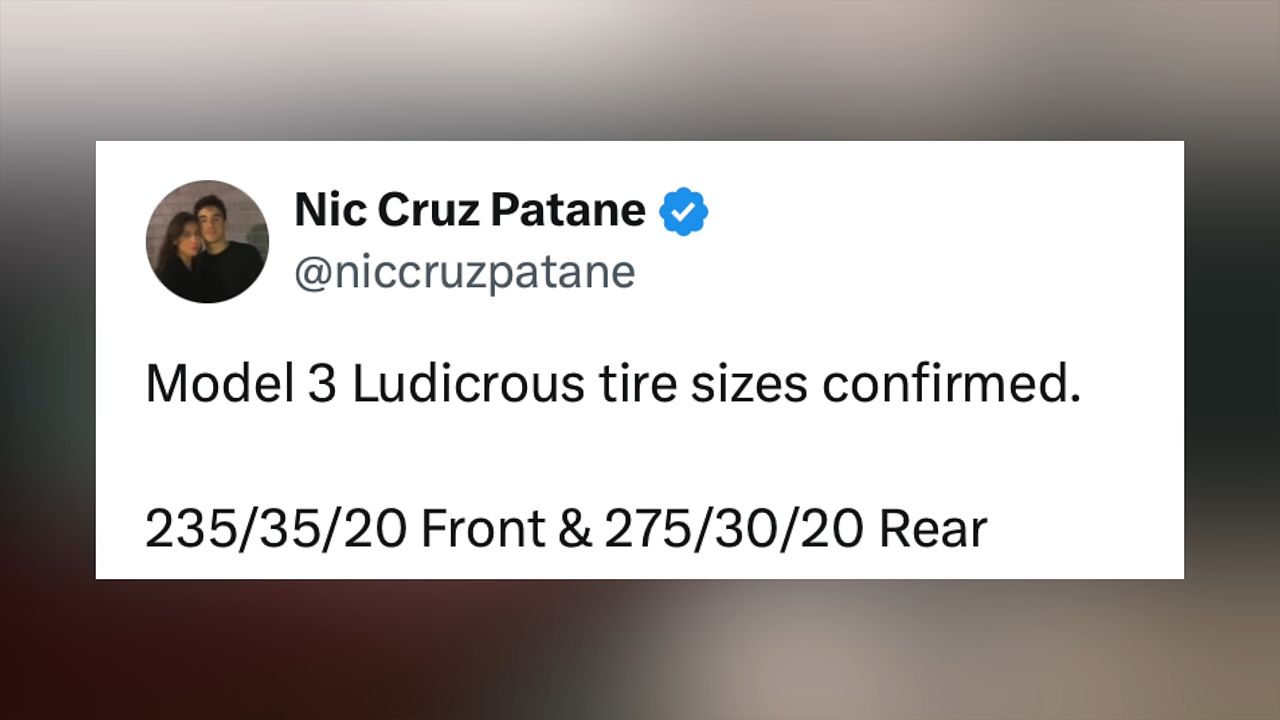 Nic Cruz Patane
@niccruzpatane
Model 3 Ludicrous tire sizes confirmed.
235/35/20 Front & 275/30/20 Rear